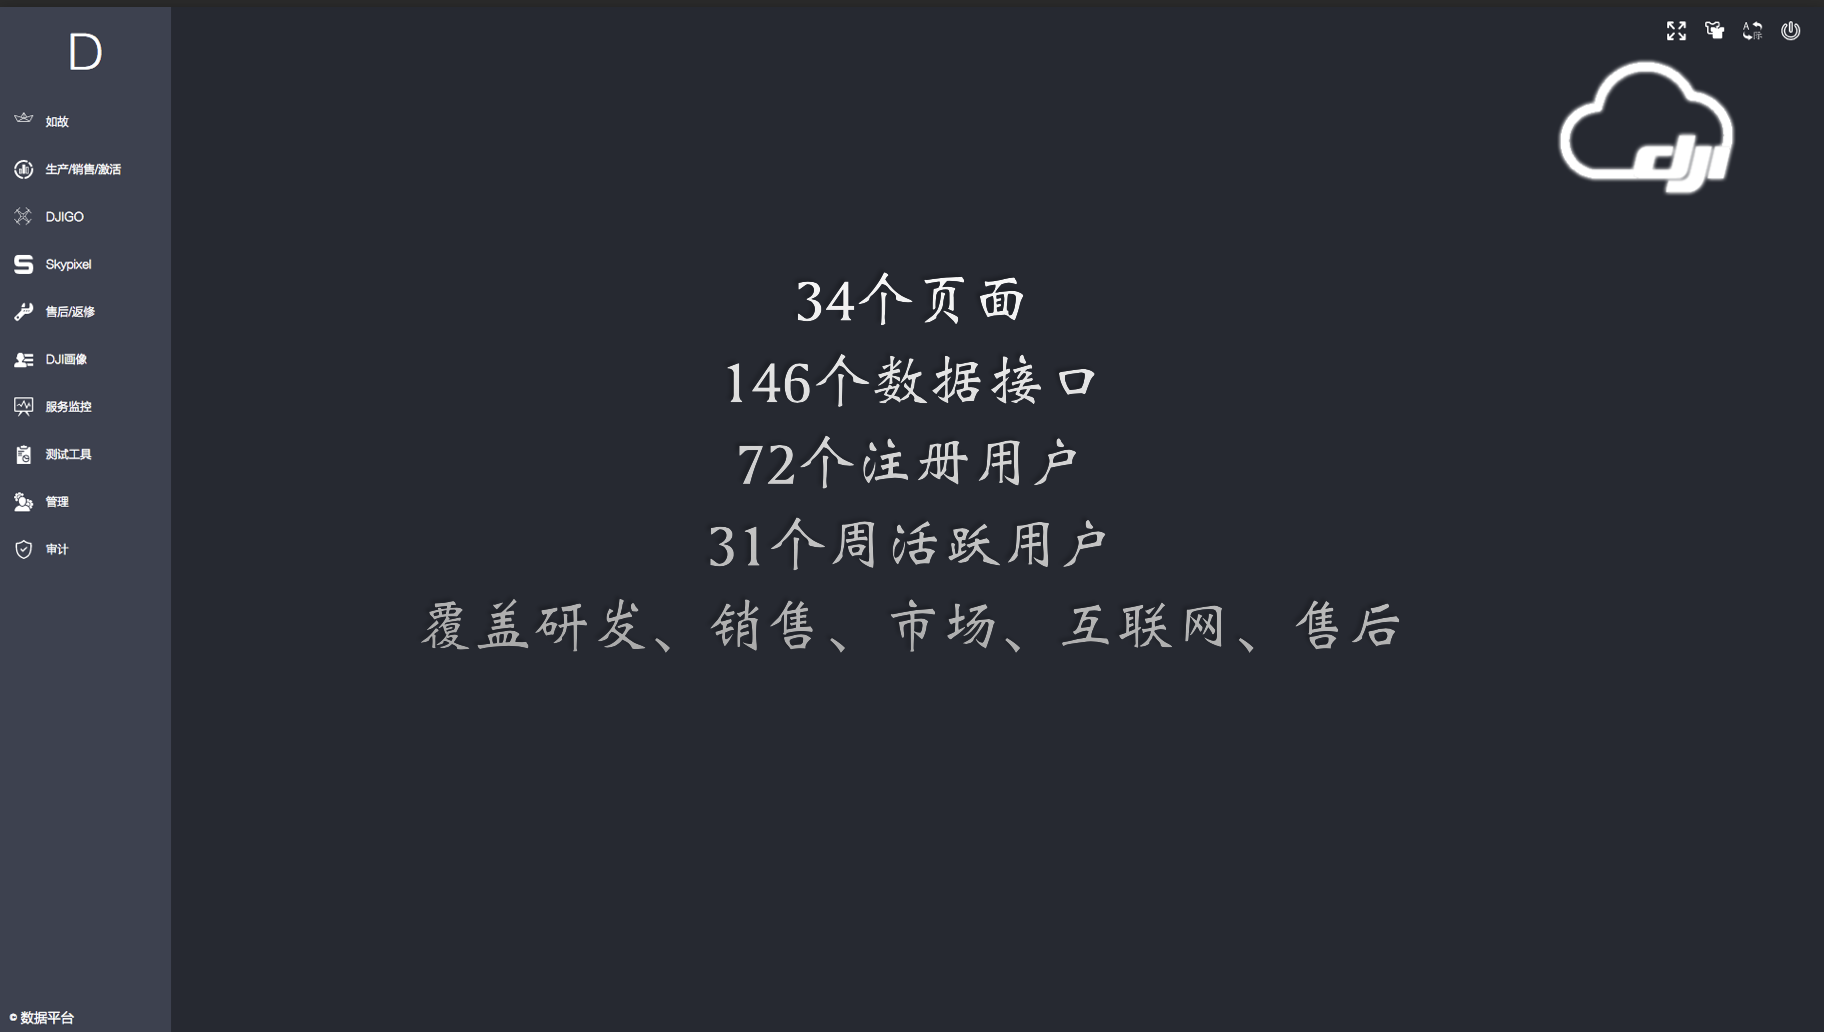 D
如故
生产/销售/激活
DJIGO
Skypixel
售后/返修
DJI画像
服务监控
测试工具
管理
审计
© 数据平台
dji
34个页面
146个数据接口
72个注册用户
31个周活跃用户
覆盖研发、销售、市场、互联网、售后